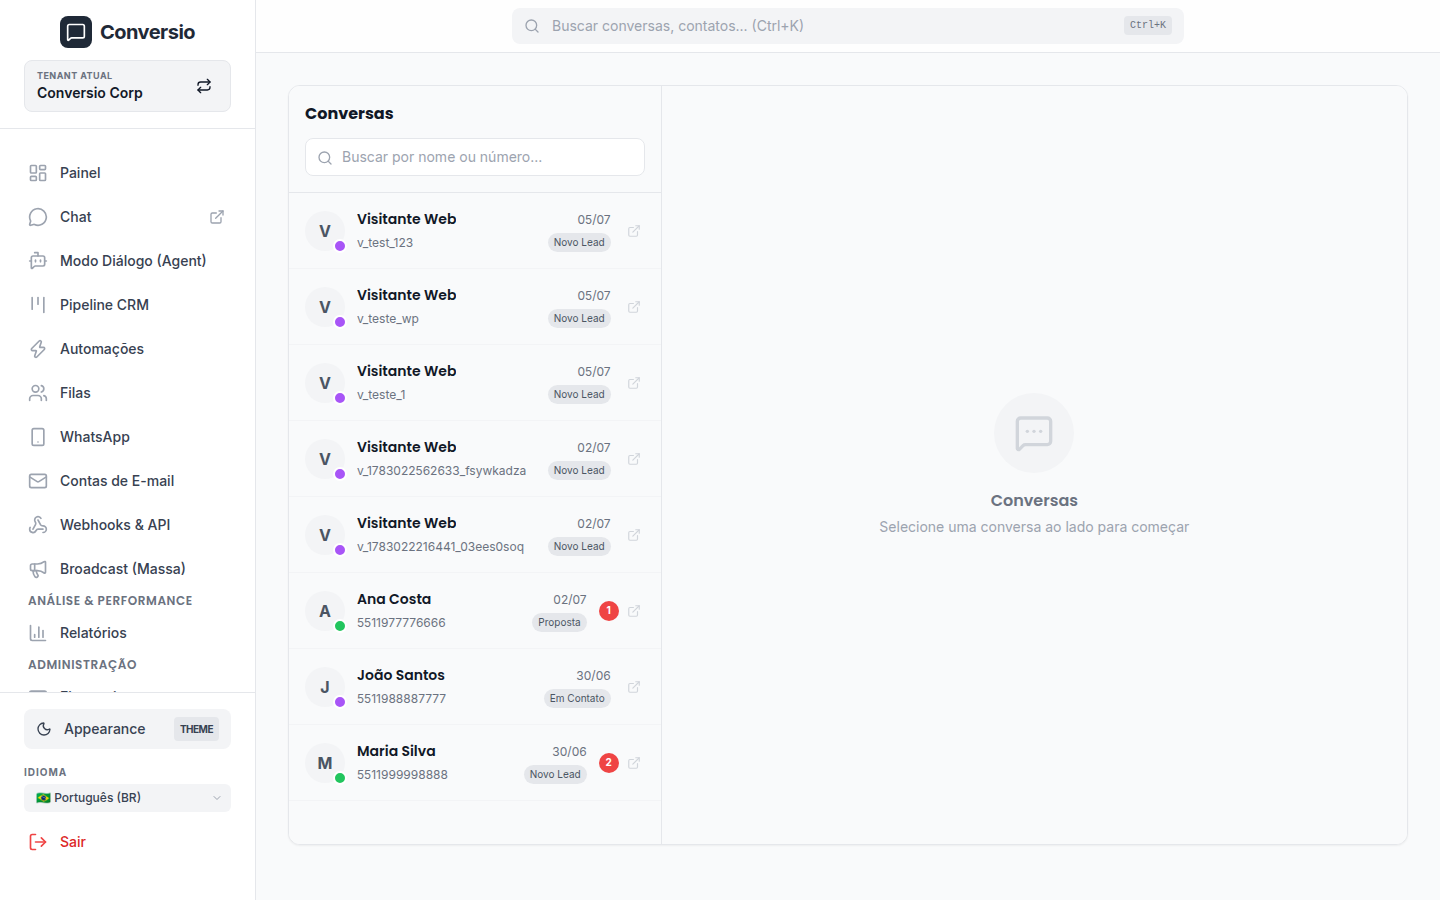 Conversio
TENANT ATUAL
Conversio Corp
Painel
Chat
Modo Diálogo (Agent)
Pipeline CRM
Automações
Filas
WhatsApp
Contas de E-mail
Webhooks & API
Broadcast (Massa)
ANÁLISE & PERFORMANCE
Relatórios
ADMINISTRAÇÃO
Appearance THEME
IDIOMA
Português (BR)
Sair
Buscar conversas, contatos... (Ctrl+K) Ctrl+K
Conversas
Buscar por nome ou número...
V Visitante Web 05/07
v_test_123 Novo Lead
V Visitante Web 05/07
v_teste_wp Novo Lead
V Visitante Web 05/07
v_teste_1 Novo Lead
V Visitante Web 02/07
v_1783022562633_fsywkadza Novo Lead
V Visitante Web 02/07
v_1783022216441_03ees0soq Novo Lead
A Ana Costa 02/07 1
5511977776666 Proposta
J João Santos 30/06
5511988887777 Em Contato
M Maria Silva 30/06 2
5511999998888 Novo Lead
Conversas
Selecione uma conversa ao lado para começar